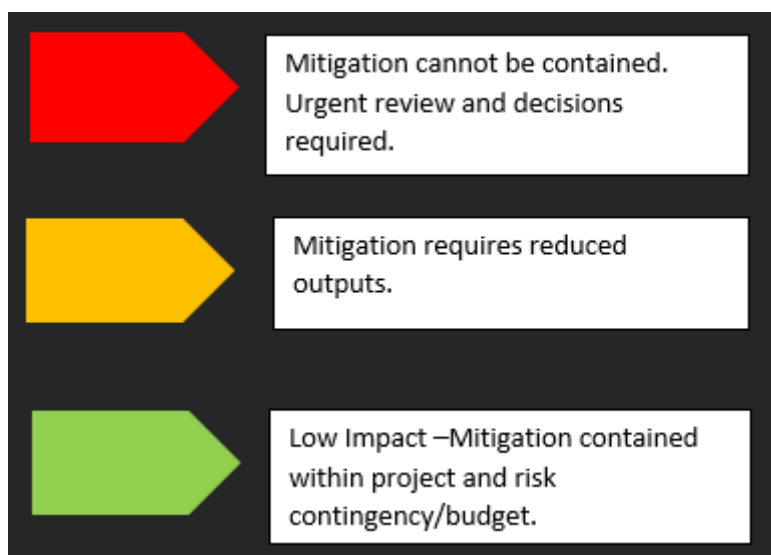 Mitigation cannot be contained.
Urgent review and decisions
required.
Mitigation requires reduced
outputs.
Low Impact –Mitigation contained
within project and risk
contingency/budget.